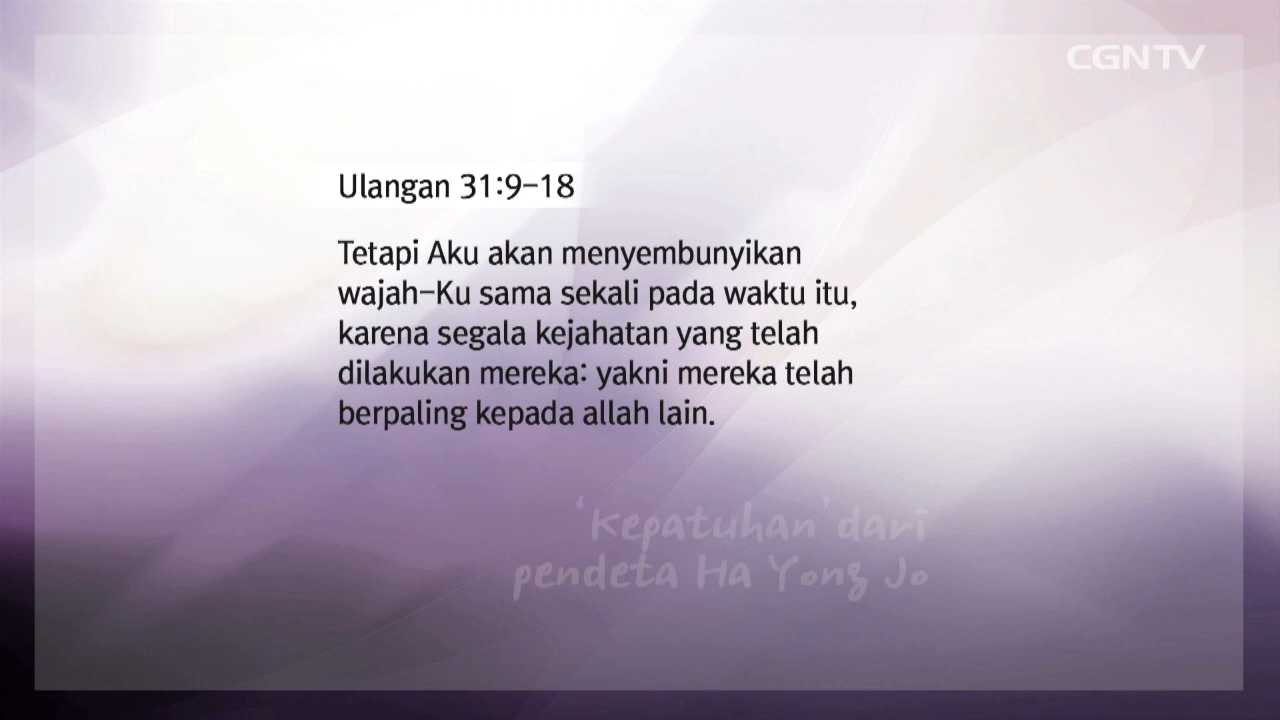 CGNTV
Ulangan 31:9-18
Tetapi Aku akan menyembunyikan
wajah-Ku sama sekali pada waktu itu,
karena segala kejahatan yang telah
dilakukan mereka: yakni mereka telah
berpaling kepada allah lain.
'Kepatuhan' dari
pendeta Ha Yong Jo